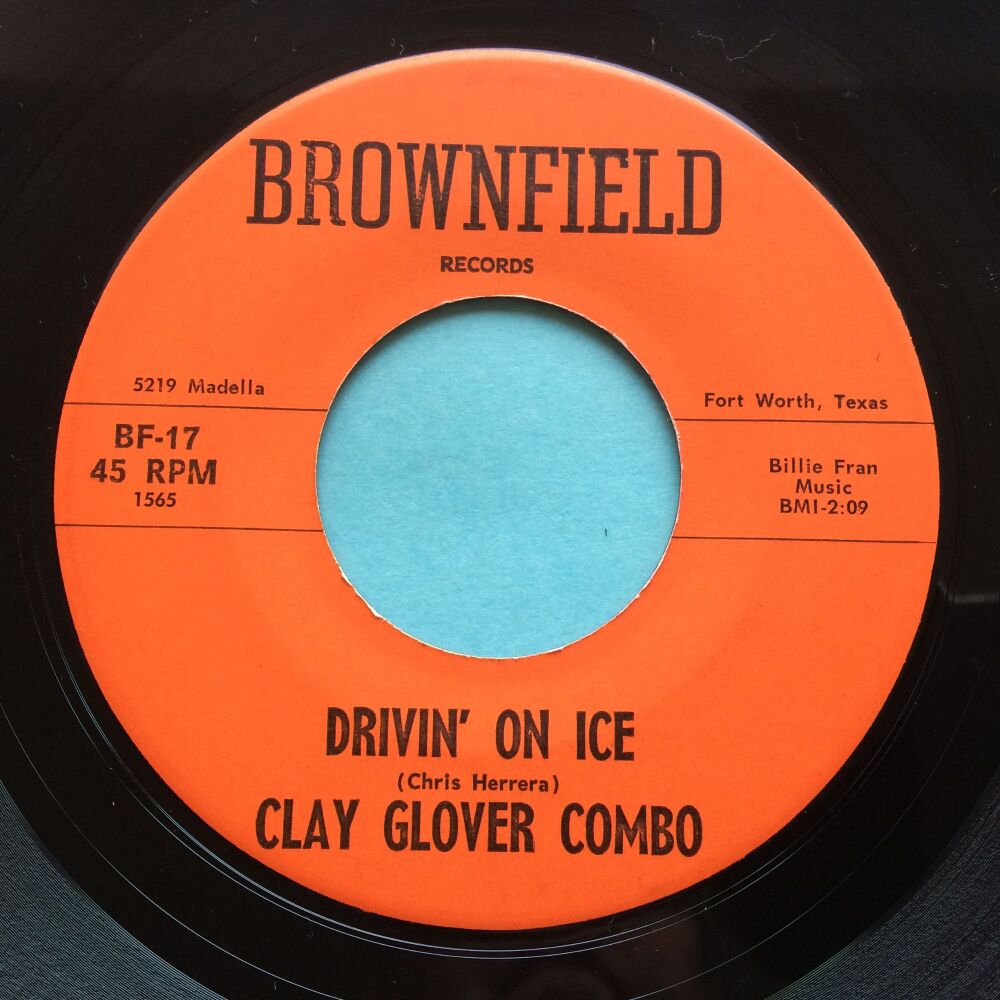 BROWNFIELD
RECORDS
5219 Madella
Fort Worth, Texas
BF-17
45 RPM
1565
Billie Fran
Music
BMI-2:09
DRIVIN' ON ICE
(Chris Herrera)
CLAY GLOVER COMBO